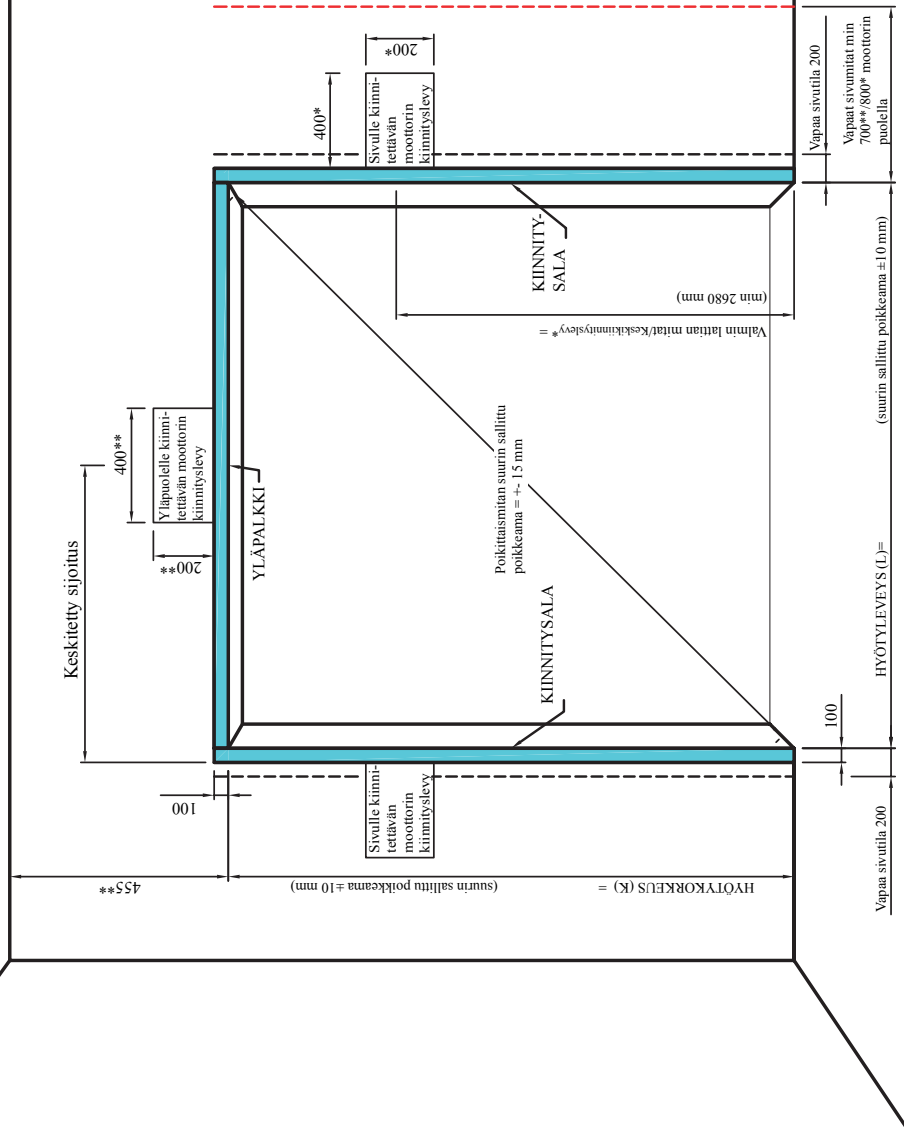 Keskitetty sijoitus
400**
200**
Yläpuolelle kiinni-
tettävän moottorin
kiinnityslevy
YLÄPALKKI
400*
200*
Sivulle kiinni-
tettävän
moottorin
kiinnityslevy
455**
100
Sivulle kiinni-
tettävän
moottorin
kiinnityslevy
HYÖTYKORKEUS (K) =
(suurin sallittu poikkeama ±10 mm)
KIINNITYSALA
Poikittaismitan suurin sallittu
poikkeama = +- 15 mm
KIINNITY-
SALA
Valmin lattian mitat/Keskikiinnityslevy* =
(min 2680 mm)
100
Vapaa sivutila 200
HYÖTYLEVEYS (L)=
(suurin sallittu poikkeama ±10 mm)
Vapaa sivutila 200
Vapaat sivumitat min
700**/800* moottorin
puolella